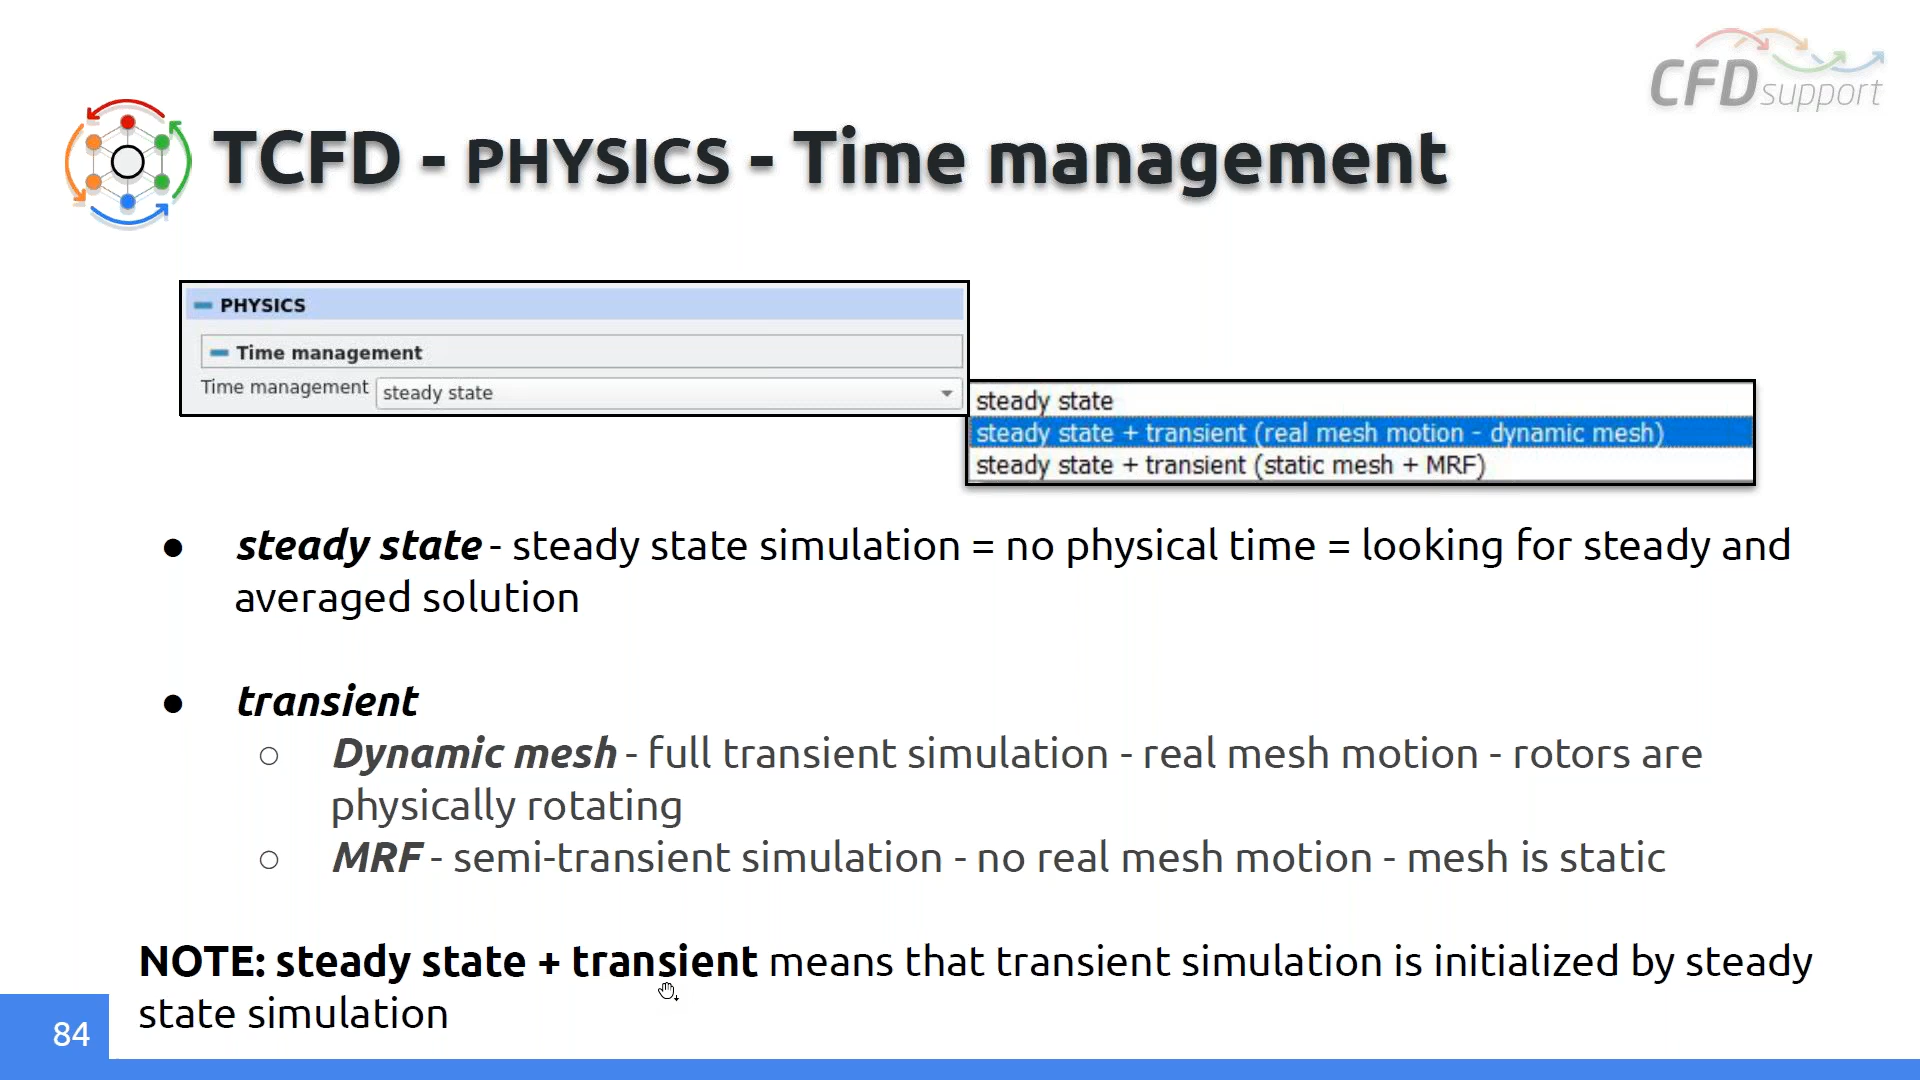 CFD support
TCFD - PHYSICS - Time management
PHYSICS
Time management
Time management steady state
steady state
steady state + transient (real mesh motion - dynamic mesh)
steady state + transient (static mesh + MRF)
● steady state - steady state simulation = no physical time = looking for steady and
averaged solution
● transient
○ Dynamic mesh - full transient simulation - real mesh motion - rotors are
physically rotating
○ MRF - semi-transient simulation - no real mesh motion - mesh is static
NOTE: steady state + transient means that transient simulation is initialized by steady
state simulation
84